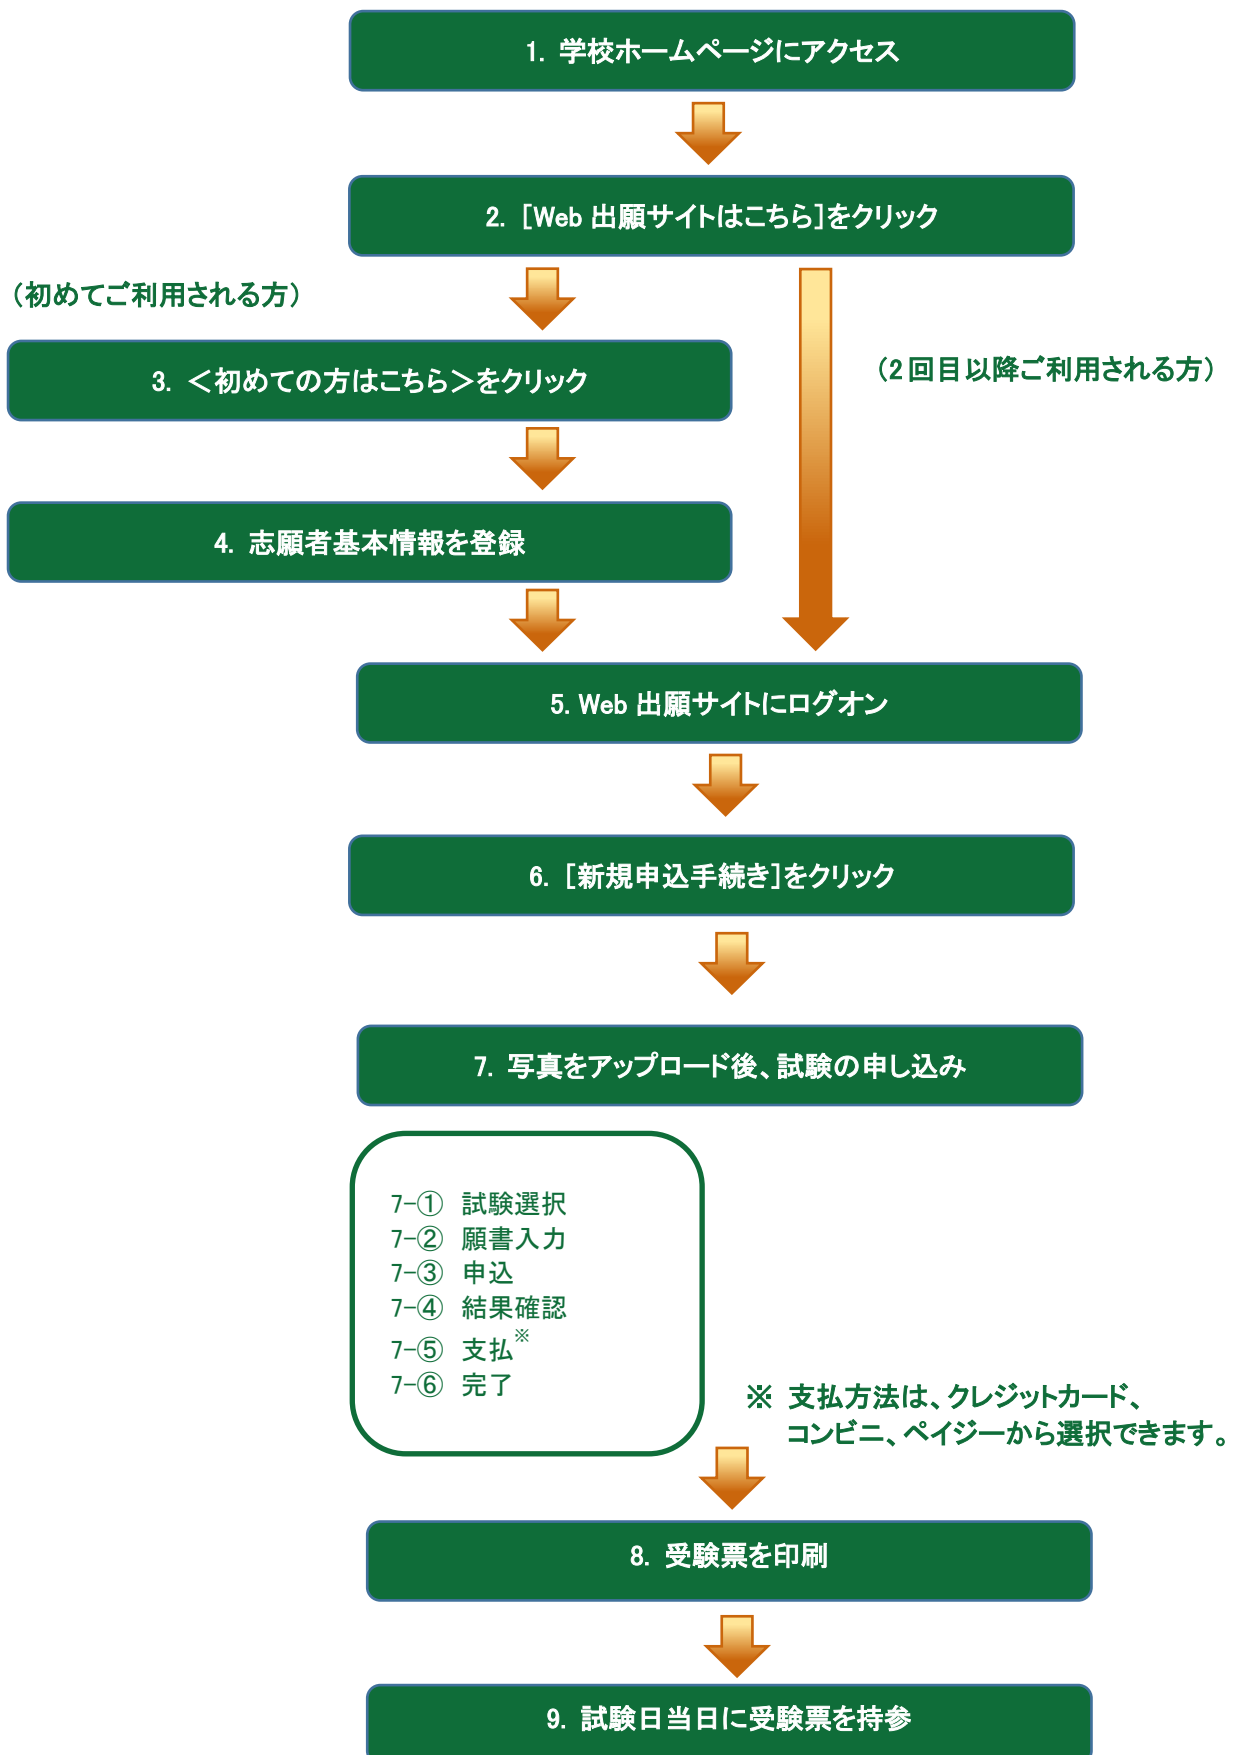 1. 学校ホームページにアクセス
2. [Web 出願サイトはこちら]をクリック
（初めてご利用される方）
3. ＜初めての方はこちら＞をクリック
（2回目以降ご利用される方）
4. 志願者基本情報を登録
5. Web 出願サイトにログオン
6. [新規申込手続き]をクリック
7. 写真をアップロード後、試験の申し込み
7-① 試験選択
7-② 願書入力
7-③ 申込
7-④ 結果確認
7-⑤ 支払※
7-⑥ 完了
※ 支払方法は、クレジットカード、
コンビニ、ペイジーから選択できます。
8. 受験票を印刷
9. 試験日当日に受験票を持参